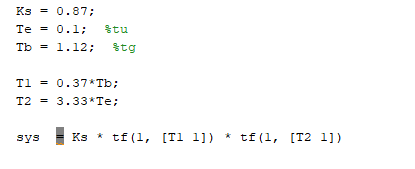 Ks = 0.87;
Te = 0.1;  %tu
Tb = 1.12;  %tg
T1 = 0.37*Tb;
T2 = 3.33*Te;
sys  = Ks * tf(1, [T1 1]) * tf(1, [T2 1])